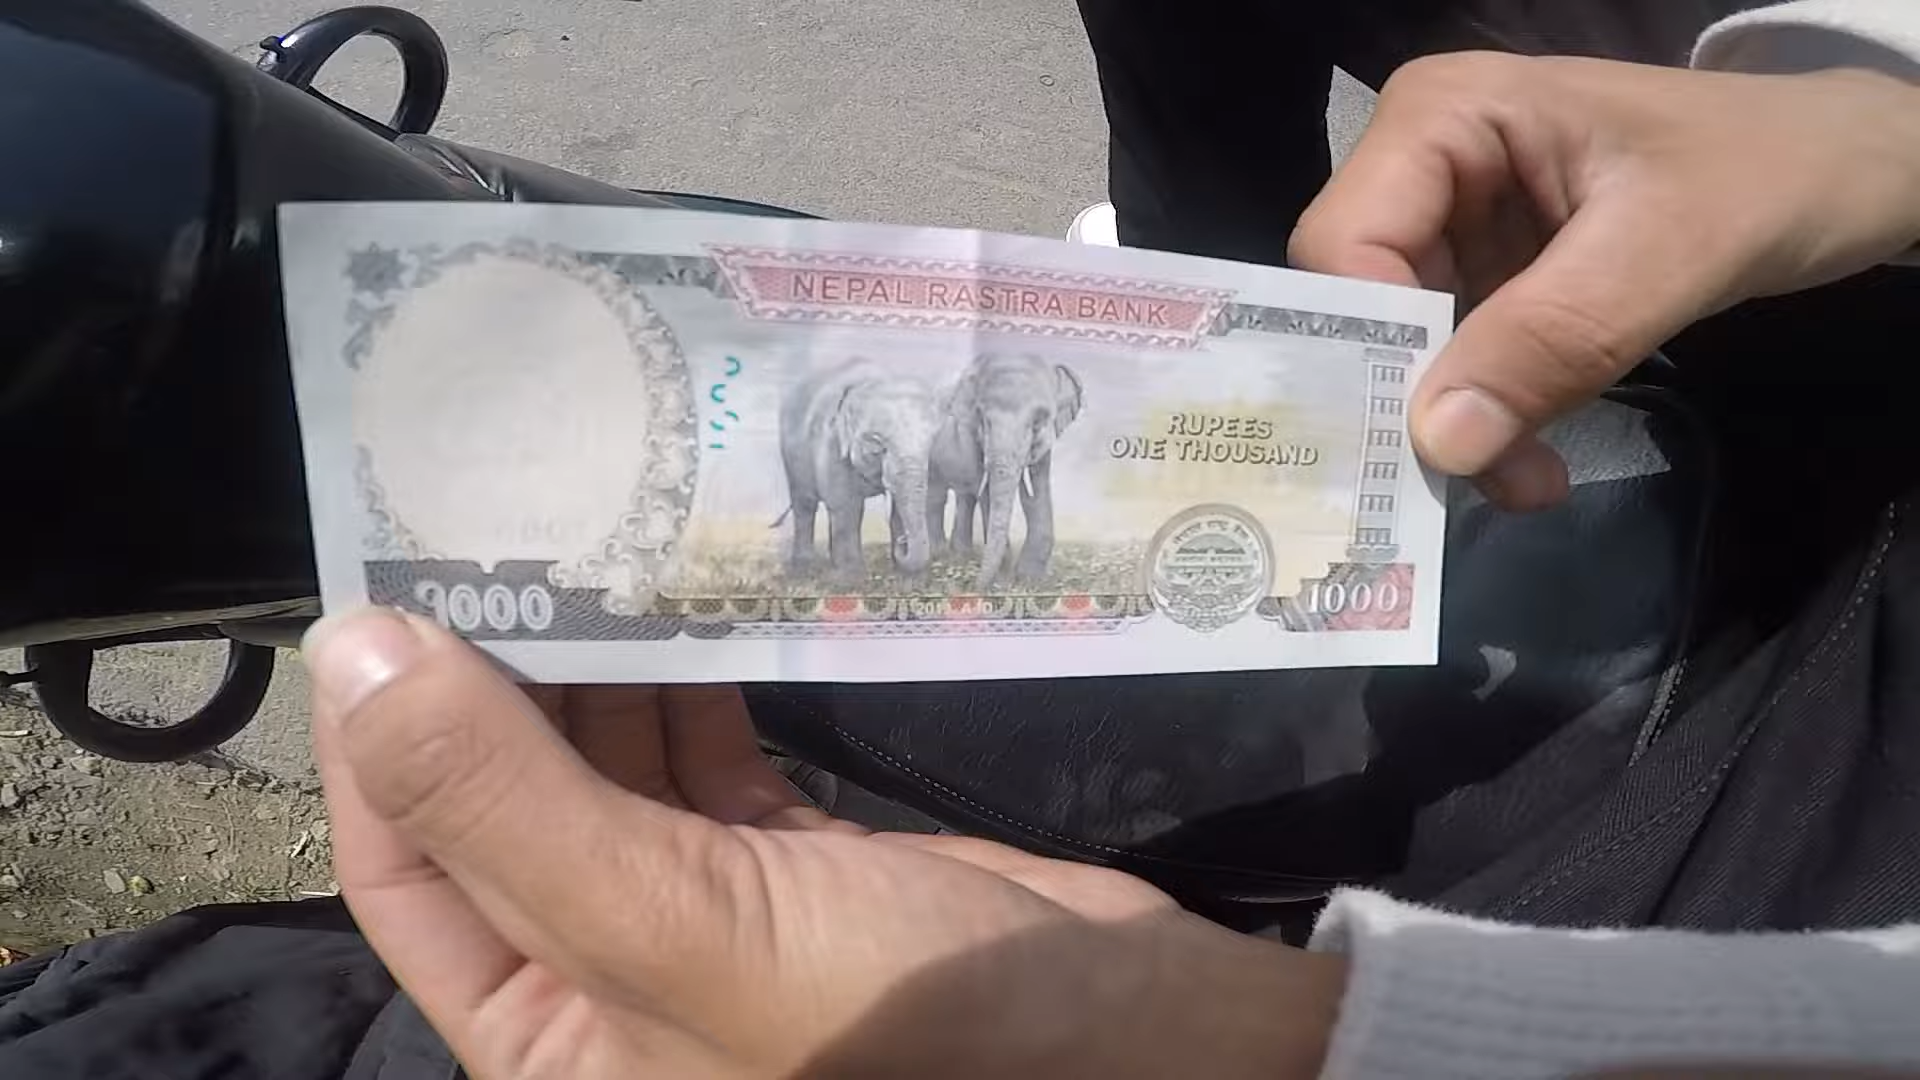 NEPAL RASTRA BANK
RUPEES
ONE THOUSAND
1000
1000